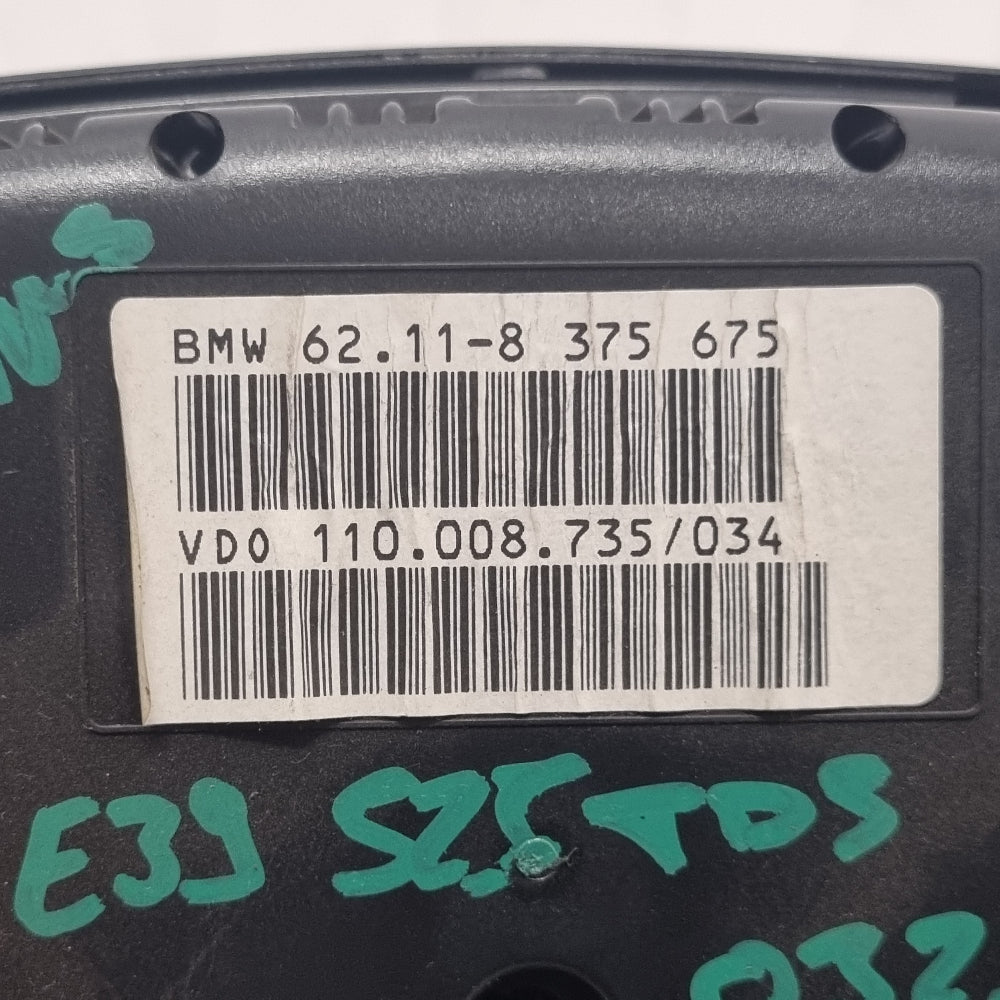 BMW 62.11-8 375 675
VDO 110.008.735/034
E39 525 TDS